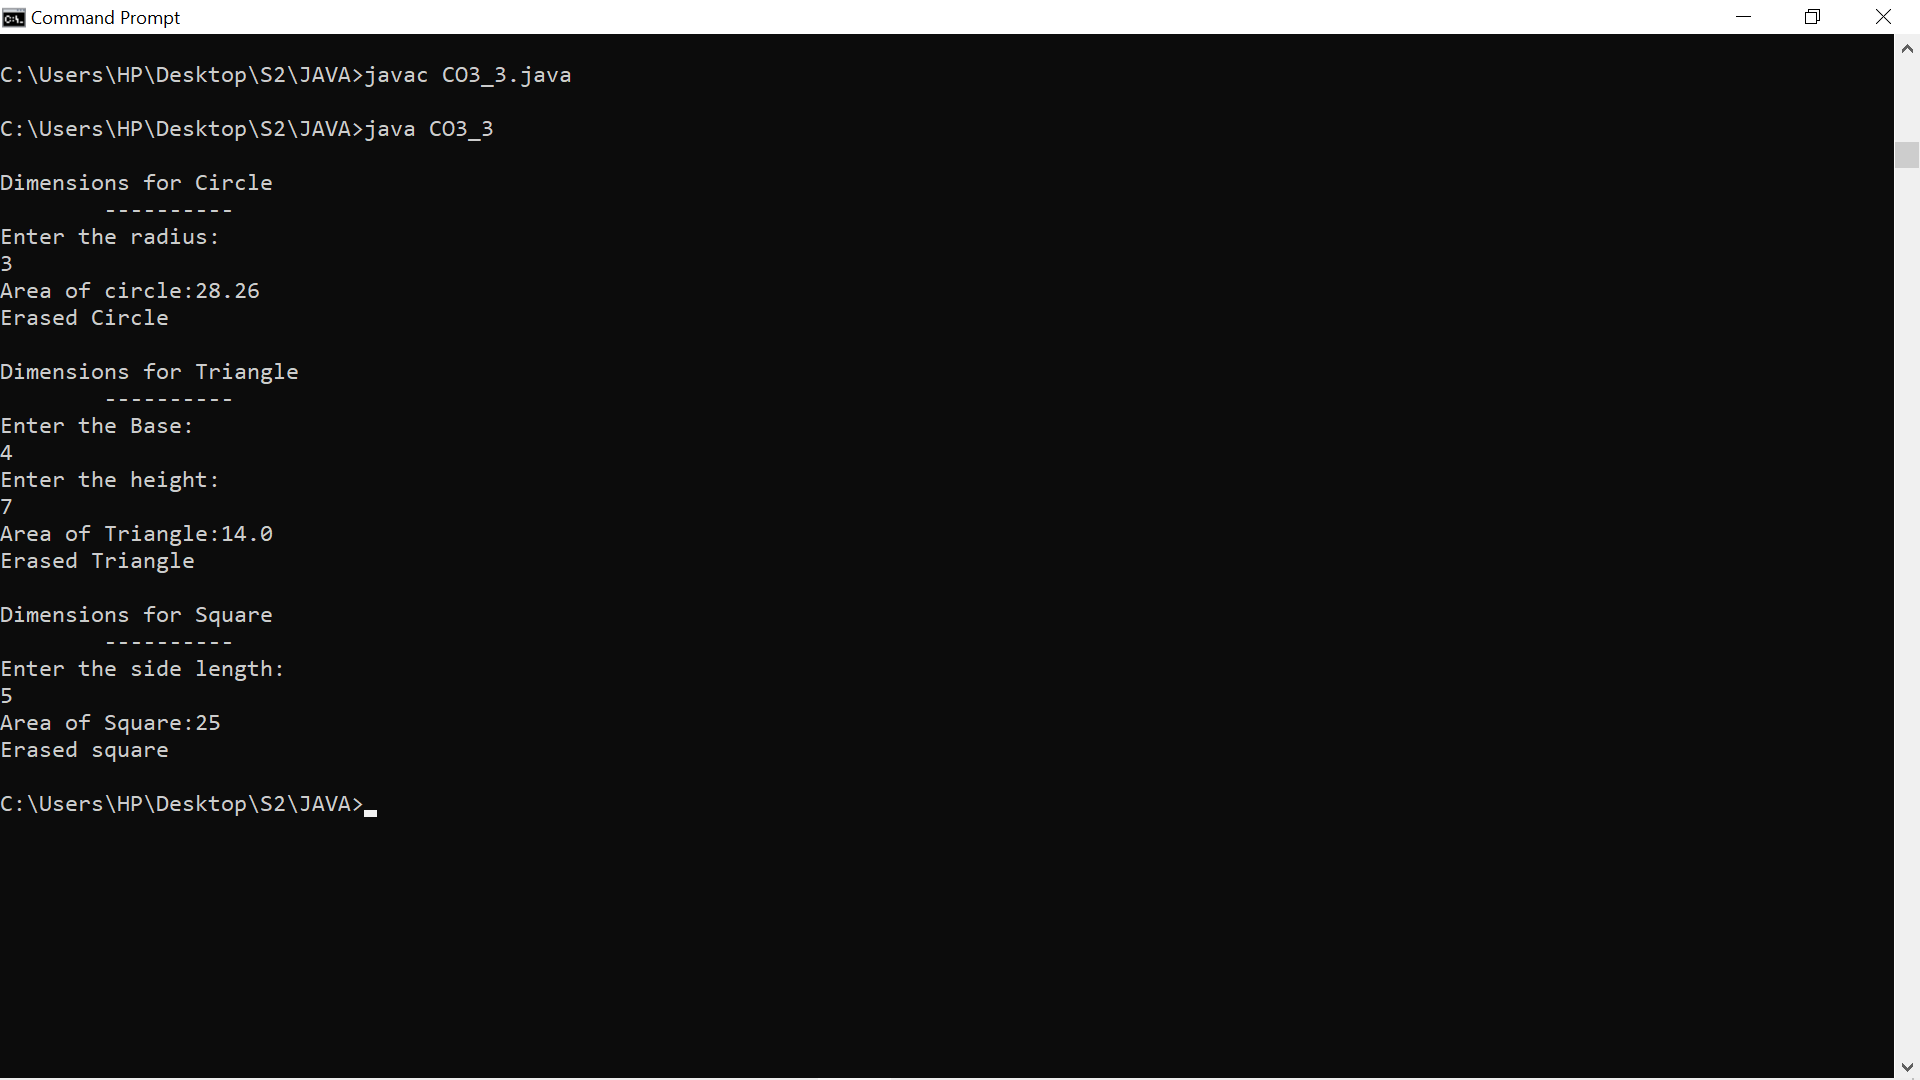 Command Prompt
C:\Users\HP\Desktop\S2\JAVA>javac CO3_3.java
C:\Users\HP\Desktop\S2\JAVA>java CO3_3
Dimensions for Circle
----------
Enter the radius:
3
Area of circle:28.26
Erased Circle
Dimensions for Triangle
----------
Enter the Base:
4
Enter the height:
7
Area of Triangle:14.0
Erased Triangle
Dimensions for Square
----------
Enter the side length:
5
Area of Square:25
Erased square
C:\Users\HP\Desktop\S2\JAVA>